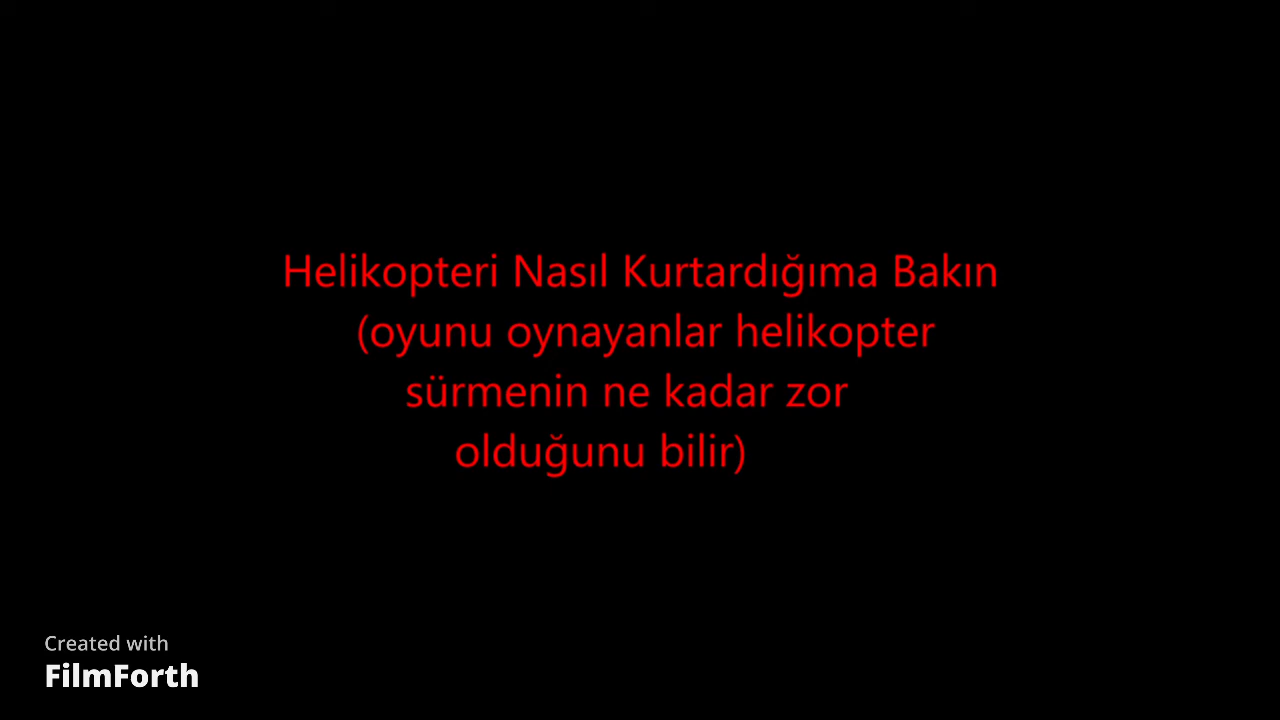 Helikopteri Nasıl Kurtardığıma Bakın
(oyunu oynayanlar helikopter
sürmenin ne kadar zor
olduğunu bilir)
Created with
FilmForth